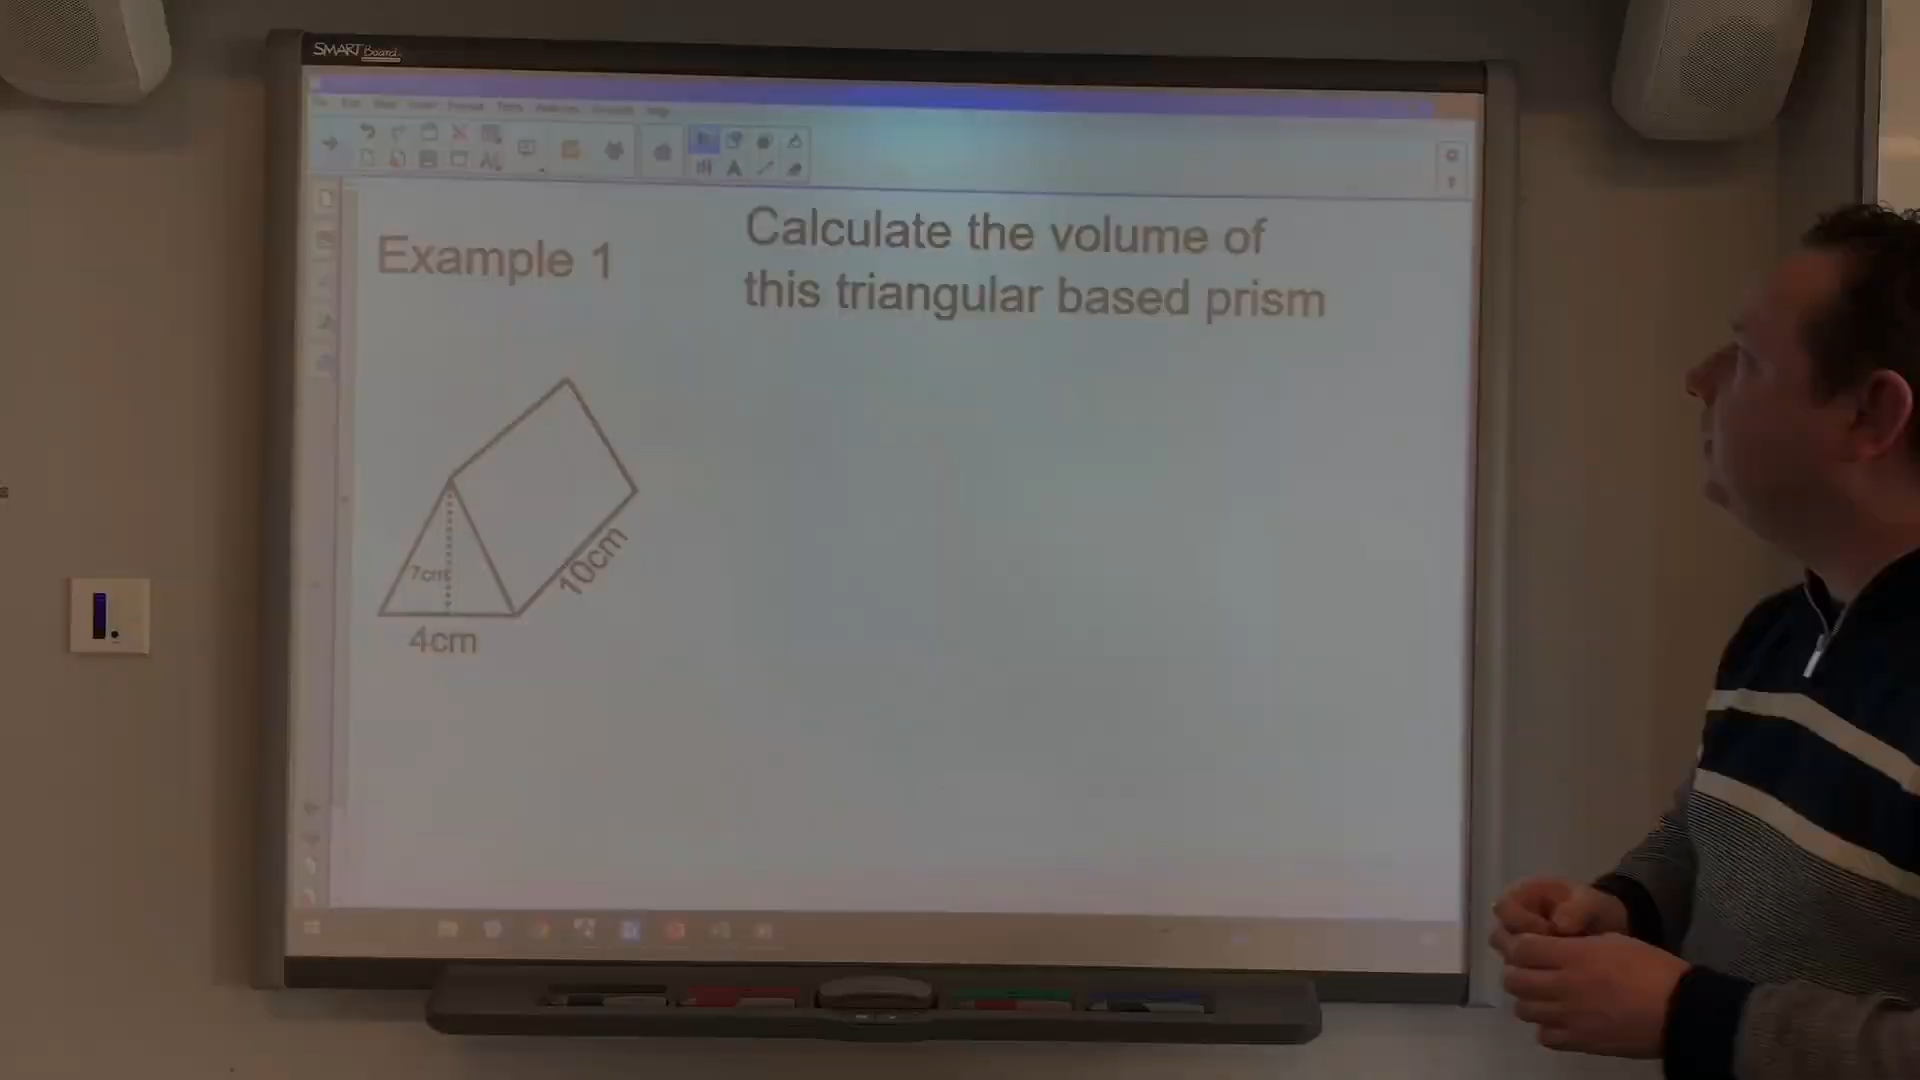 SMART Board
Example 1
Calculate the volume of
this triangular based prism
7cm
10cm
4cm